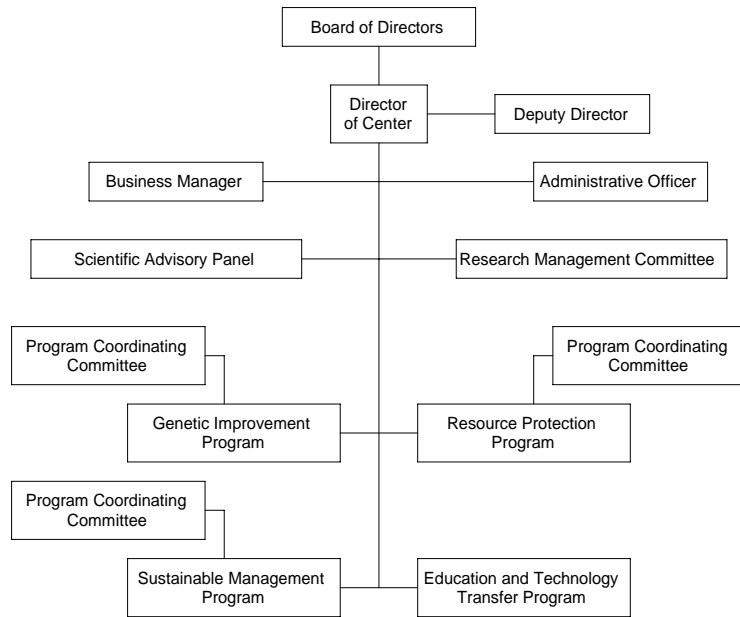 Board of Directors
Director
of Center
Deputy Director
Business Manager
Administrative Officer
Scientific Advisory Panel
Research Management Committee
Program Coordinating
Committee
Program Coordinating
Committee
Genetic Improvement
Program
Resource Protection
Program
Program Coordinating
Committee
Sustainable Management
Program
Education and Technology
Transfer Program